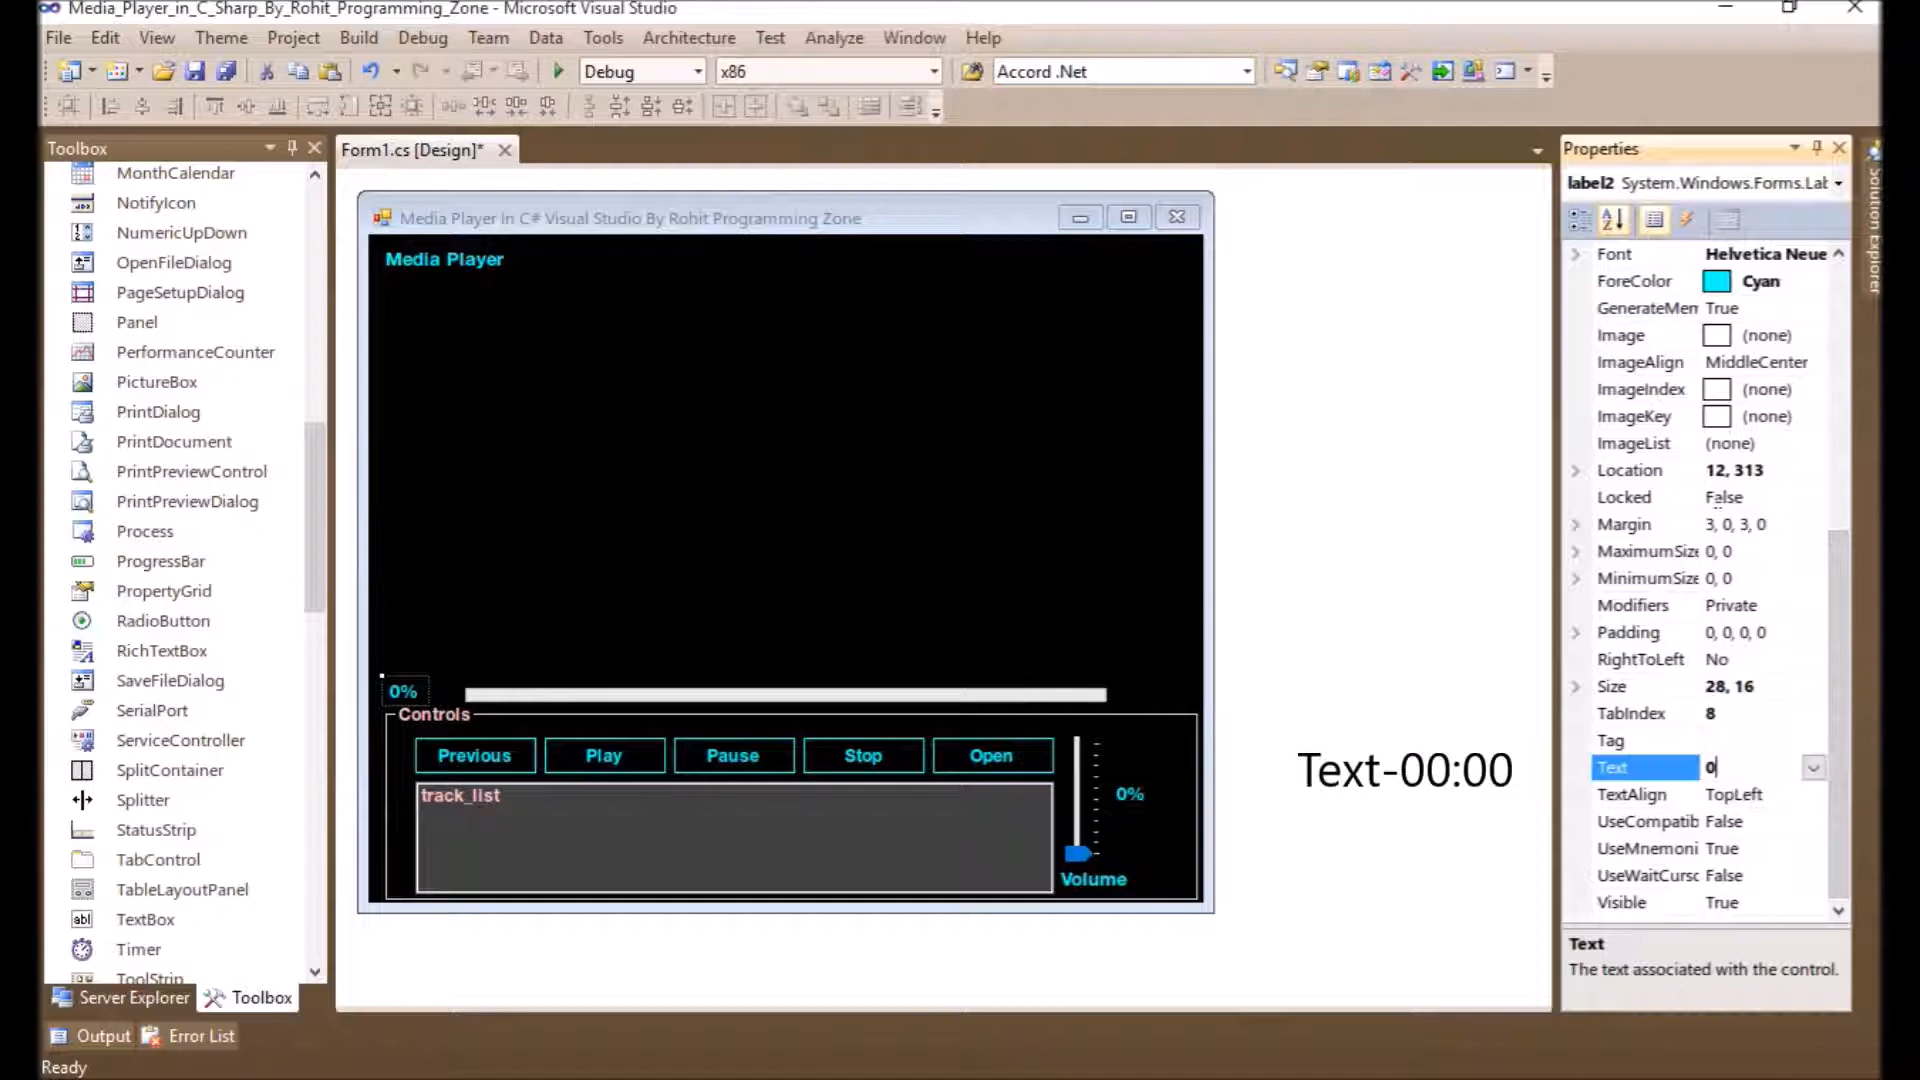 Media_Player_in_C_Sharp_By_Rohit_Programming_Zone - Microsoft Visual Studio
File Edit View Theme Project Build Debug Team Data Tools Architecture Test Analyze Window Help
Debug x86 Accord .Net
Toolbox
MonthCalendar
NotifyIcon
NumericUpDown
OpenFileDialog
PageSetupDialog
Panel
PerformanceCounter
PictureBox
PrintDialog
PrintDocument
PrintPreviewControl
PrintPreviewDialog
Process
ProgressBar
PropertyGrid
RadioButton
RichTextBox
SaveFileDialog
SerialPort
ServiceController
SplitContainer
Splitter
StatusStrip
TabControl
TableLayoutPanel
TextBox
Timer
ToolStrip
Server Explorer Toolbox
Output Error List
Ready
Form1.cs [Design]*
Media Player In C# Visual Studio By Rohit Programming Zone
Media Player
0%
Controls
Previous Play Pause Stop Open
track_list
0%
Volume
Text-00:00
Properties
label2 System.Windows.Forms.Lat
Font Helvetica Neue
ForeColor Cyan
GenerateMen True
Image (none)
ImageAlign MiddleCenter
ImageIndex (none)
ImageKey (none)
ImageList (none)
Location 12, 313
Locked False
Margin 3, 0, 3, 0
MaximumSize 0, 0
MinimumSize 0, 0
Modifiers Private
Padding 0, 0, 0, 0
RightToLeft No
Size 28, 16
TabIndex 8
Tag
Text 0
TextAlign TopLeft
UseCompatib False
UseMnemoni True
UseWaitCursc False
Visible True
Text
The text associated with the control.
Solution Explorer